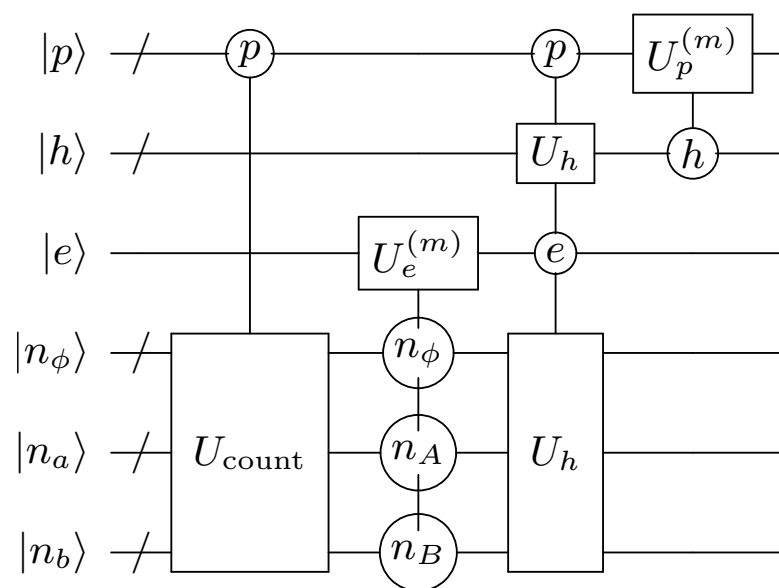 |p⟩ p p U_p^{(m)}
|h⟩ U_h h
|e⟩ U_e^{(m)} e
|n_ϕ⟩ n_ϕ
|n_a⟩ U_count n_A U_h
|n_b⟩ n_B